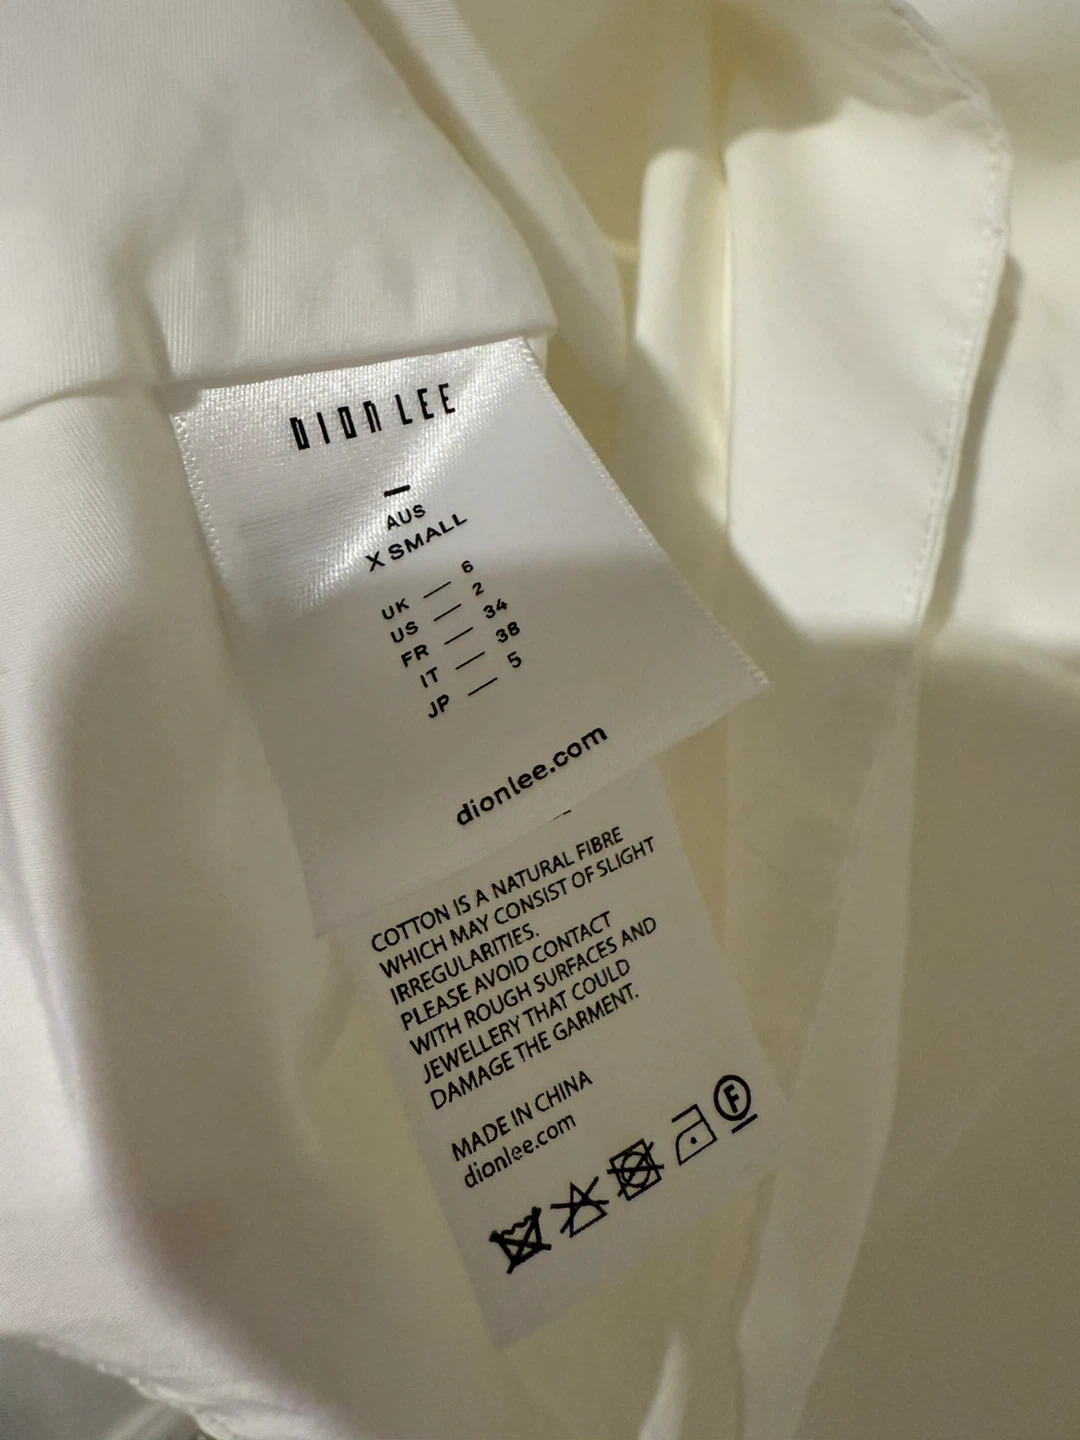 DION LEE
AUS
X SMALL
UK — 6
US — 2
FR — 34
IT — 38
JP — 5
dionlee.com
COTTON IS A NATURAL FIBRE
WHICH MAY CONSIST OF SLIGHT
IRREGULARITIES.
PLEASE AVOID CONTACT
WITH ROUGH SURFACES AND
JEWELLERY THAT COULD
DAMAGE THE GARMENT.
MADE IN CHINA
dionlee.com
F